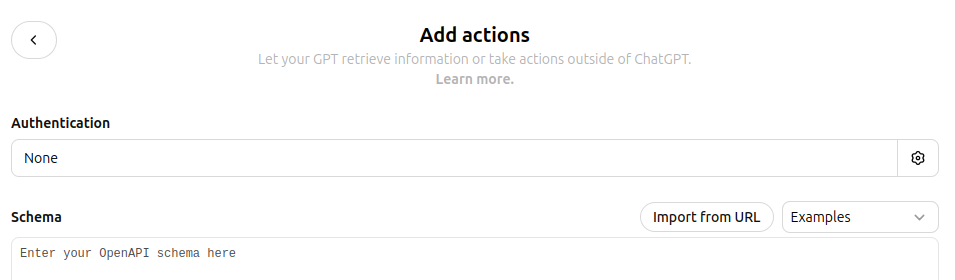 Add actions
Let your GPT retrieve information or take actions outside of ChatGPT.
Learn more.
Authentication
None
Schema
Import from URL
Examples
Enter your OpenAPI schema here